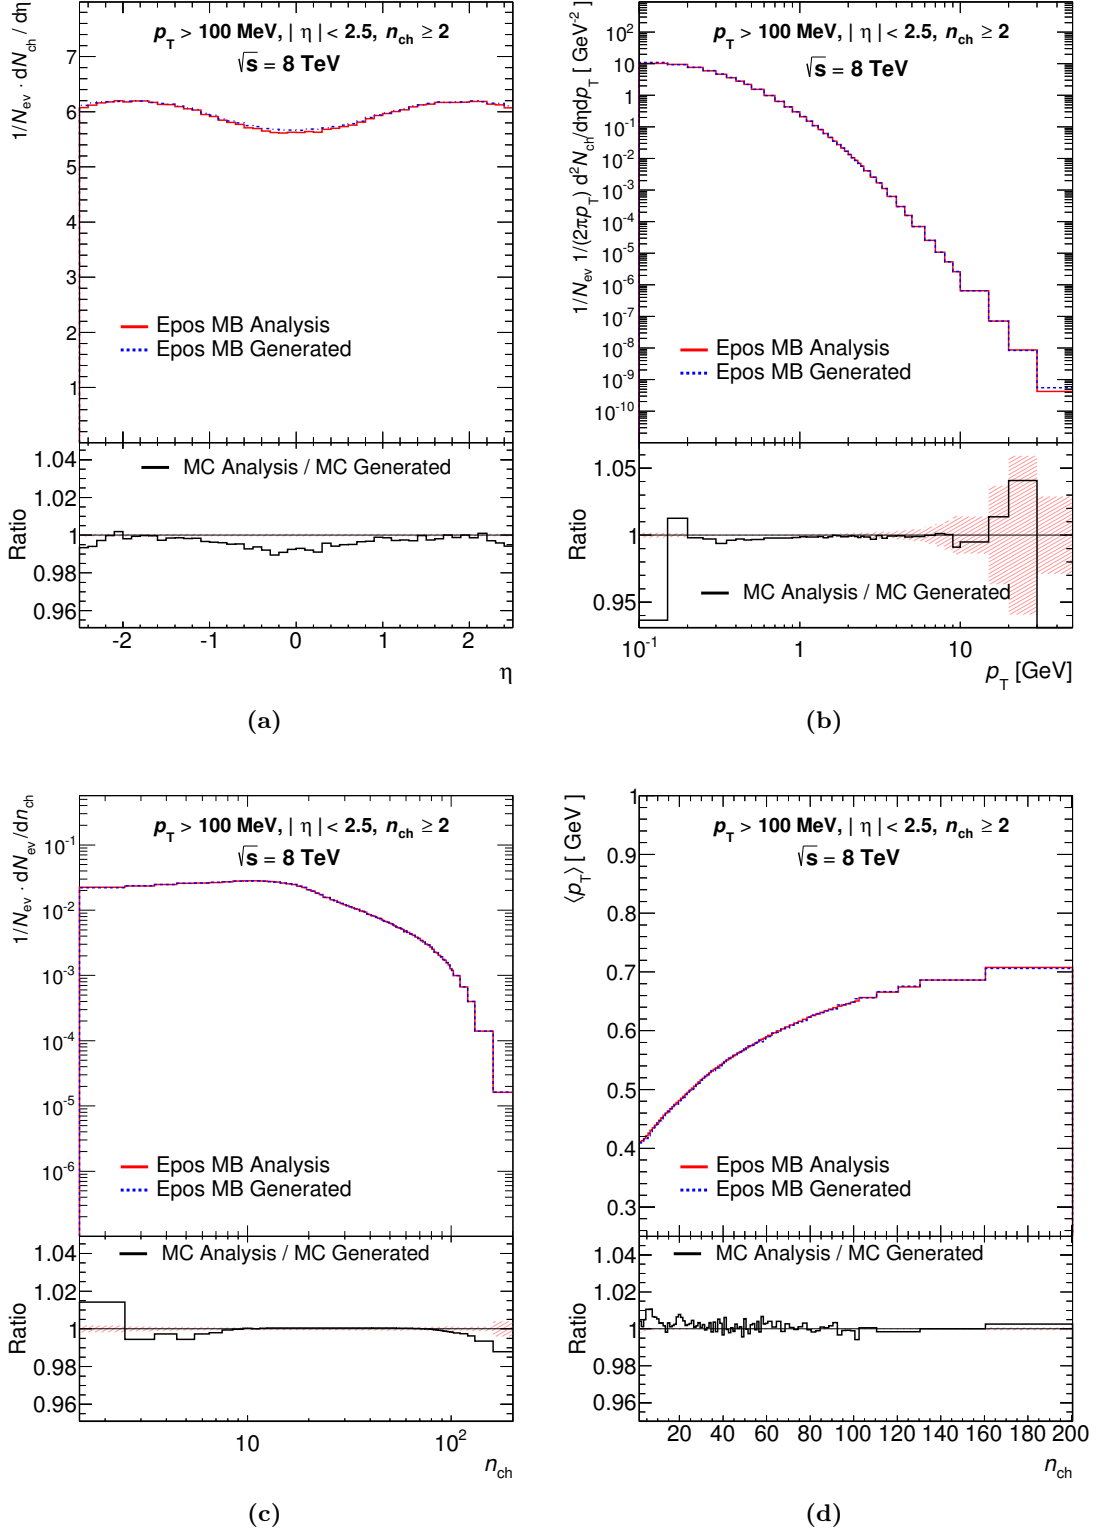 1/N_ev · dN_ch / dη
p_T > 100 MeV, | η | < 2.5, n_ch ≥ 2
√s = 8 TeV
7
6
5
4
3
2
1
Epos MB Analysis
Epos MB Generated
1.04
1.02
1
0.98
0.96
Ratio
MC Analysis / MC Generated
-2 -1 0 1 2
η
(a)
1/N_ev 1/(2πp_T) d²N_ch/dηdp_T [ GeV⁻² ]
p_T > 100 MeV, | η | < 2.5, n_ch ≥ 2
√s = 8 TeV
10²
10
1
10⁻¹
10⁻²
10⁻³
10⁻⁴
10⁻⁵
10⁻⁶
10⁻⁷
10⁻⁸
10⁻⁹
10⁻¹⁰
Epos MB Analysis
Epos MB Generated
1.05
1
0.95
Ratio
MC Analysis / MC Generated
10⁻¹ 1 10
p_T [GeV]
(b)
1/N_ev · dN_ev/dn_ch
p_T > 100 MeV, | η | < 2.5, n_ch ≥ 2
√s = 8 TeV
10⁻¹
10⁻²
10⁻³
10⁻⁴
10⁻⁵
10⁻⁶
Epos MB Analysis
Epos MB Generated
1.04
1.02
1
0.98
0.96
Ratio
MC Analysis / MC Generated
10 10²
n_ch
(c)
⟨p_T⟩ [ GeV ]
p_T > 100 MeV, | η | < 2.5, n_ch ≥ 2
√s = 8 TeV
1
0.9
0.8
0.7
0.6
0.5
0.4
0.3
Epos MB Analysis
Epos MB Generated
1.04
1.02
1
0.98
0.96
Ratio
MC Analysis / MC Generated
20 40 60 80 100 120 140 160 180 200
n_ch
(d)